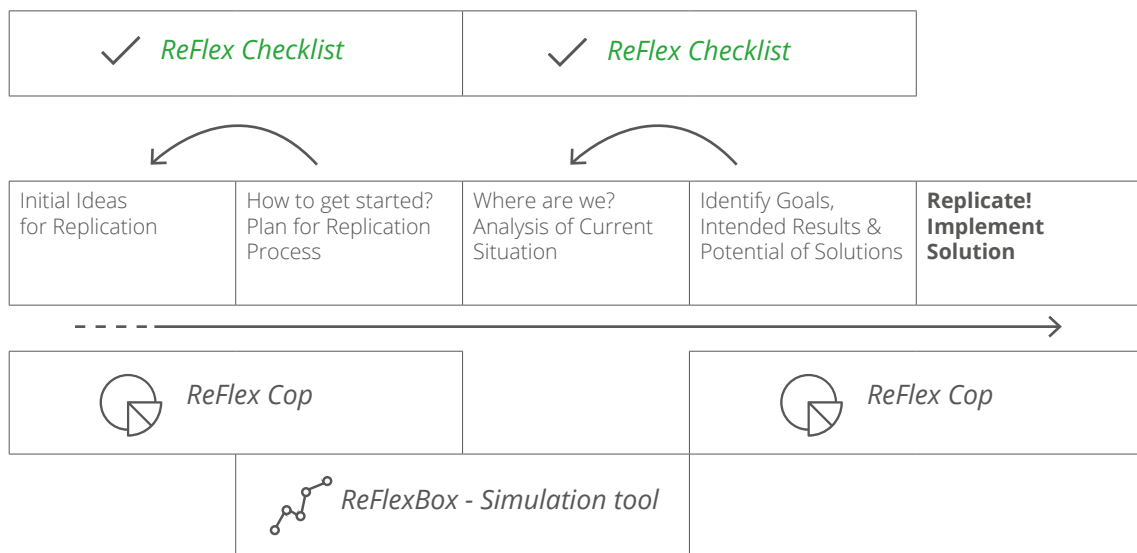 ReFlex Checklist
ReFlex Checklist
Initial Ideas
for Replication
How to get started?
Plan for Replication
Process
Where are we?
Analysis of Current
Situation
Identify Goals,
Intended Results &
Potential of Solutions
Replicate!
Implement
Solution
ReFlex Cop
ReFlex Cop
ReFlexBox - Simulation tool